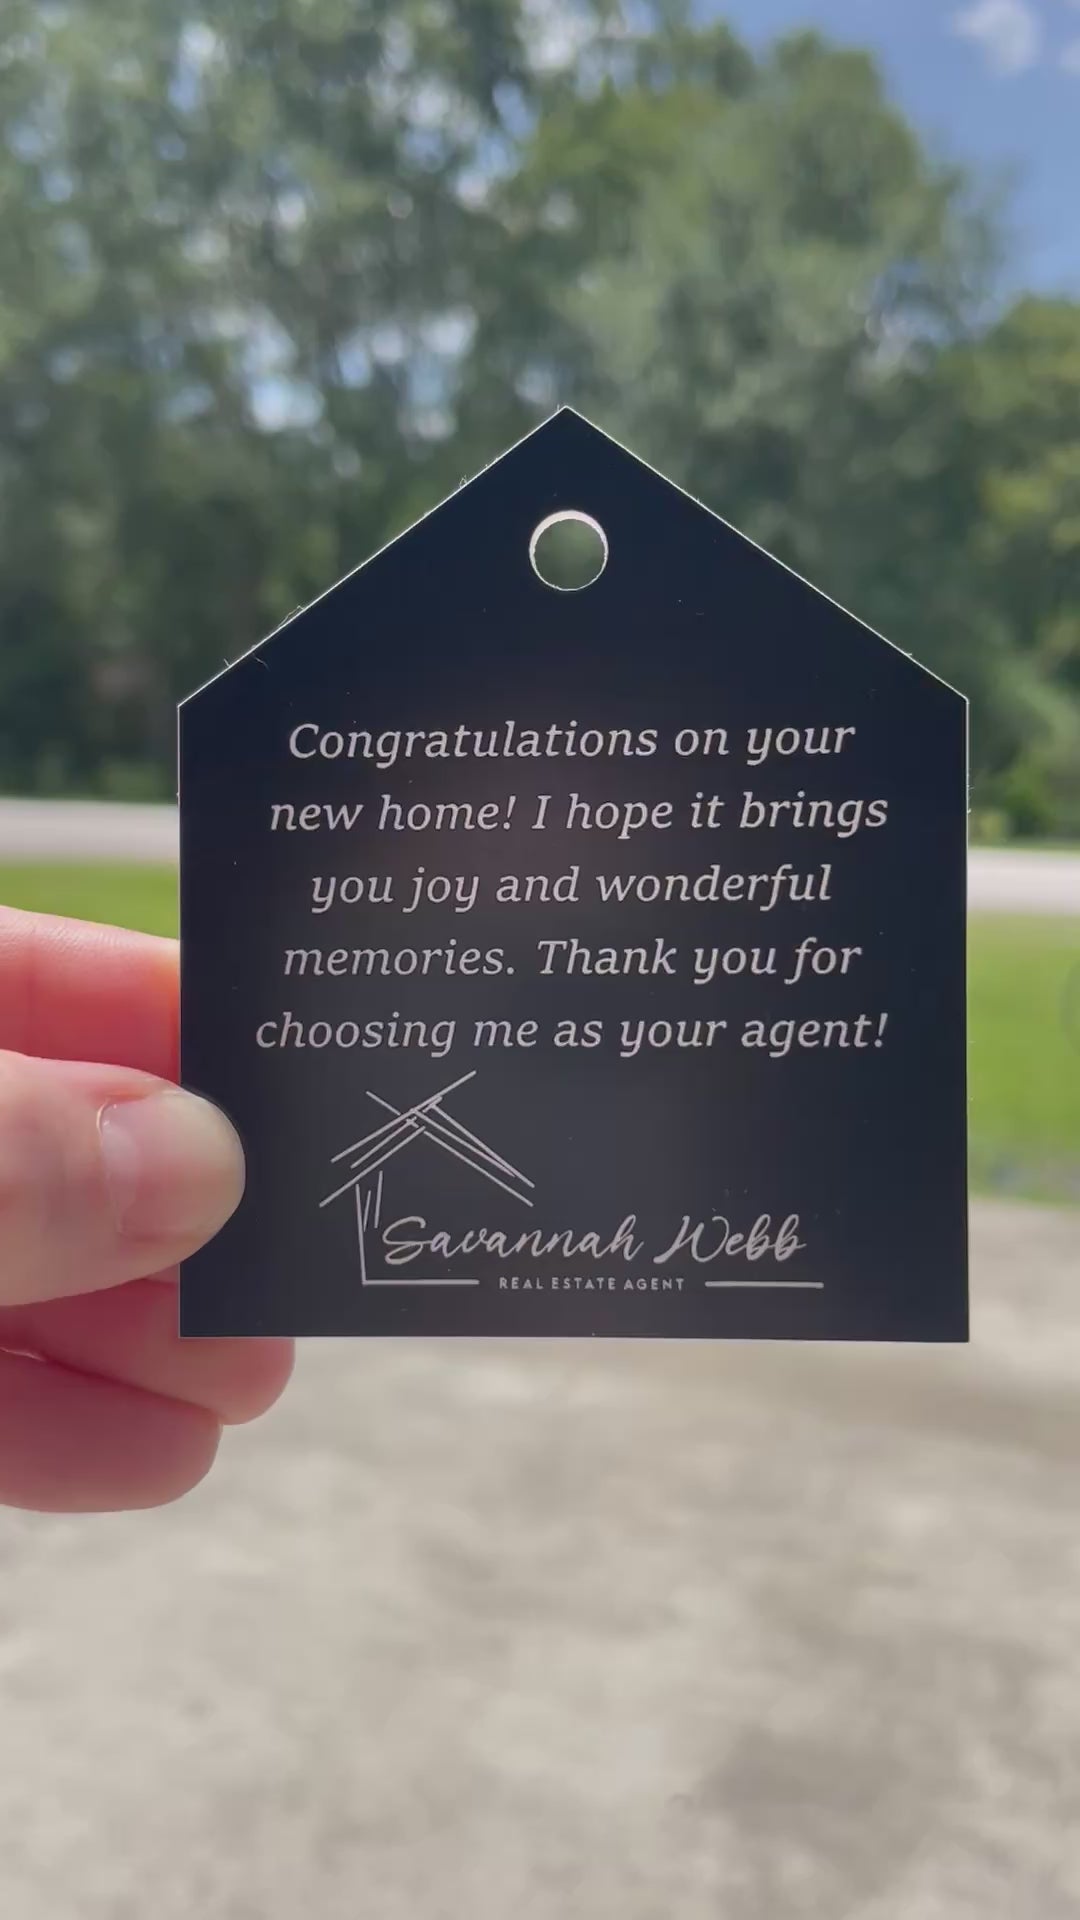 Congratulations on your
new home! I hope it brings
you joy and wonderful
memories. Thank you for
choosing me as your agent!
Savannah Webb
REAL ESTATE AGENT